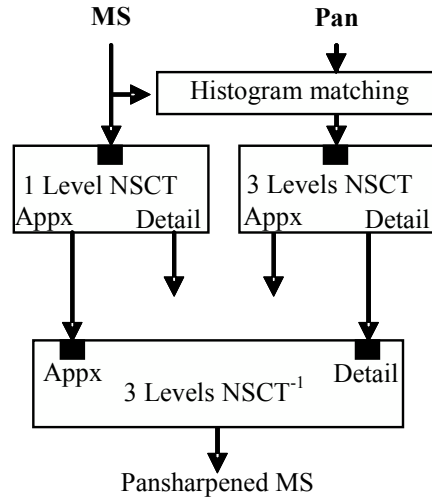 MS Pan
Histogram matching
1 Level NSCT 3 Levels NSCT
Appx Detail Appx Detail
Appx Detail
3 Levels NSCT⁻¹
Pansharpened MS